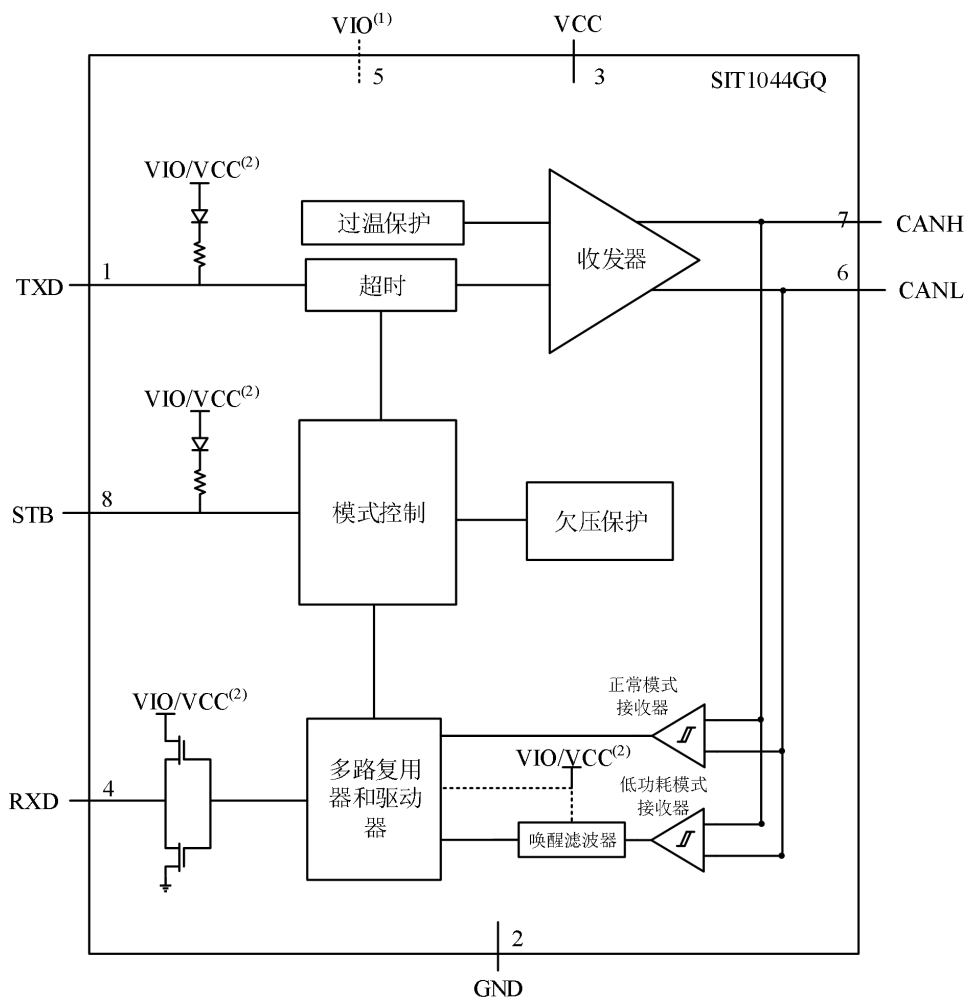 VIO(1)
VCC
5
3
SIT1044GQ
VIO/VCC(2)
过温保护
7
CANH
收发器
1
TXD
超时
6
CANL
VIO/VCC(2)
8
STB
模式控制
欠压保护
正常模式
接收器
VIO/VCC(2)
VIO/VCC(2)
4
RXD
多路复用
器和驱动
器
低功耗模式
接收器
唤醒滤波器
2
GND